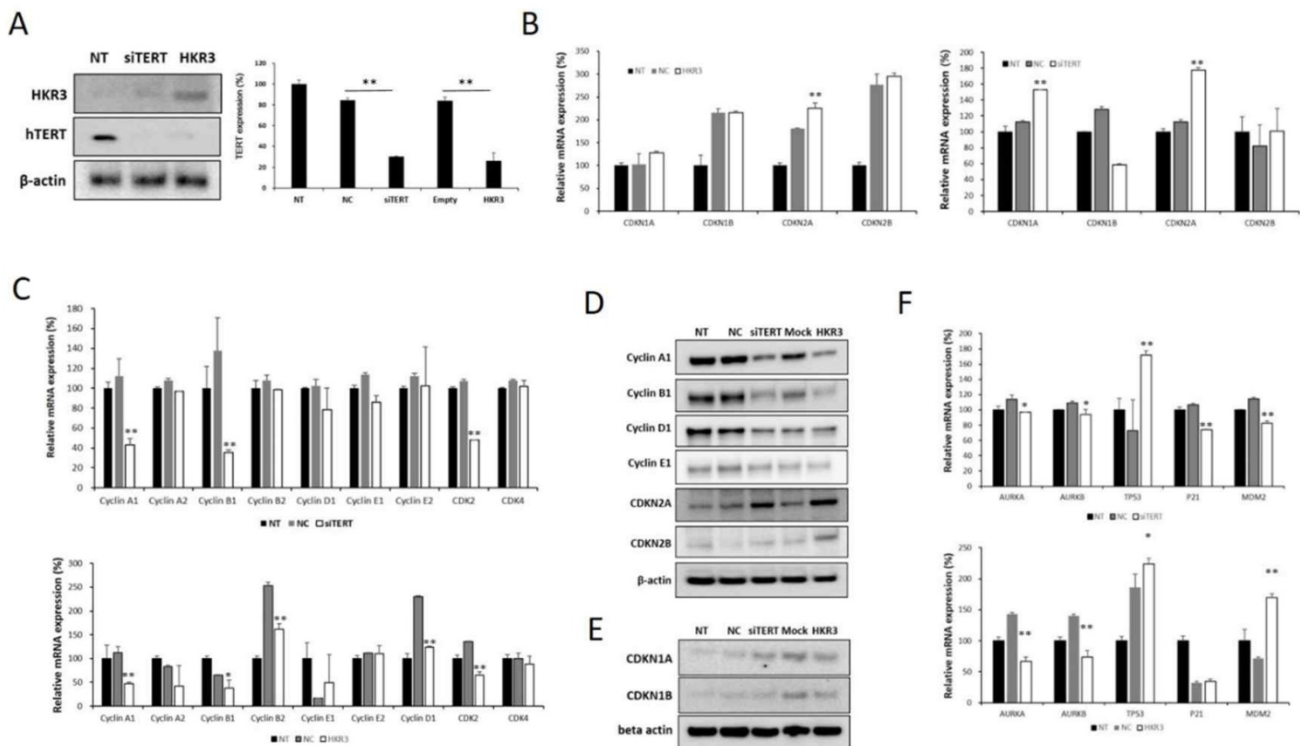 A
NT siTERT HKR3
HKR3
hTERT
β-actin
TERT expression (%)
120
100
80
60
40
20
0
** **
NT NC siTERT Empty HKR3
B
Relative mRNA expression (%)
350
300
250
200
150
100
50
0
NT NC HKR3
**
CDKN1A CDKN1B CDKN2A CDKN2B
Relative mRNA expression (%)
200
180
160
140
120
100
80
60
40
20
0
NT NC siTERT
** **
CDKN1A CDKN1B CDKN2A CDKN2B
C
Relative mRNA expression (%)
180
160
140
120
100
80
60
40
20
0
** ** **
Cyclin A1 Cyclin A2 Cyclin B1 Cyclin B2 Cyclin D1 Cyclin E1 Cyclin E2 CDK2 CDK4
NT NC siTERT
Relative mRNA expression (%)
300
250
200
150
100
50
0
** * ** ** **
Cyclin A1 Cyclin A2 Cyclin B1 Cyclin B2 Cyclin E1 Cyclin E2 Cyclin D1 CDK2 CDK4
NT NC HKR3
D
NT NC siTERT Mock HKR3
Cyclin A1
Cyclin B1
Cyclin D1
Cyclin E1
CDKN2A
CDKN2B
β-actin
E
NT NC siTERT Mock HKR3
CDKN1A
CDKN1B
beta actin
F
Relative mRNA expression (%)
200
180
160
140
120
100
80
60
40
20
0
* * ** ** **
AURKA AURKB TP53 P21 MDM2
NT NC siTERT
Relative mRNA expression (%)
250
200
150
100
50
0
** ** * **
AURKA AURKB TP53 P21 MDM2
NT NC HKR3